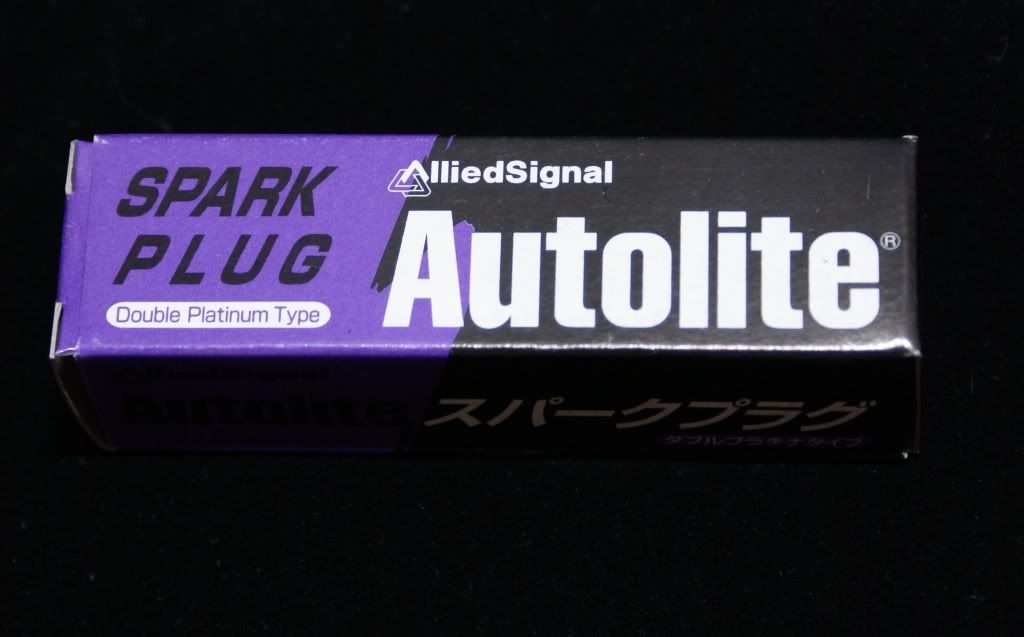 SPARK
PLUG
Double Platinum Type
AlliedSignal
Autolite®
AlliedSignal
Autolite スパークプラグ
ダブルプラチナタイプ